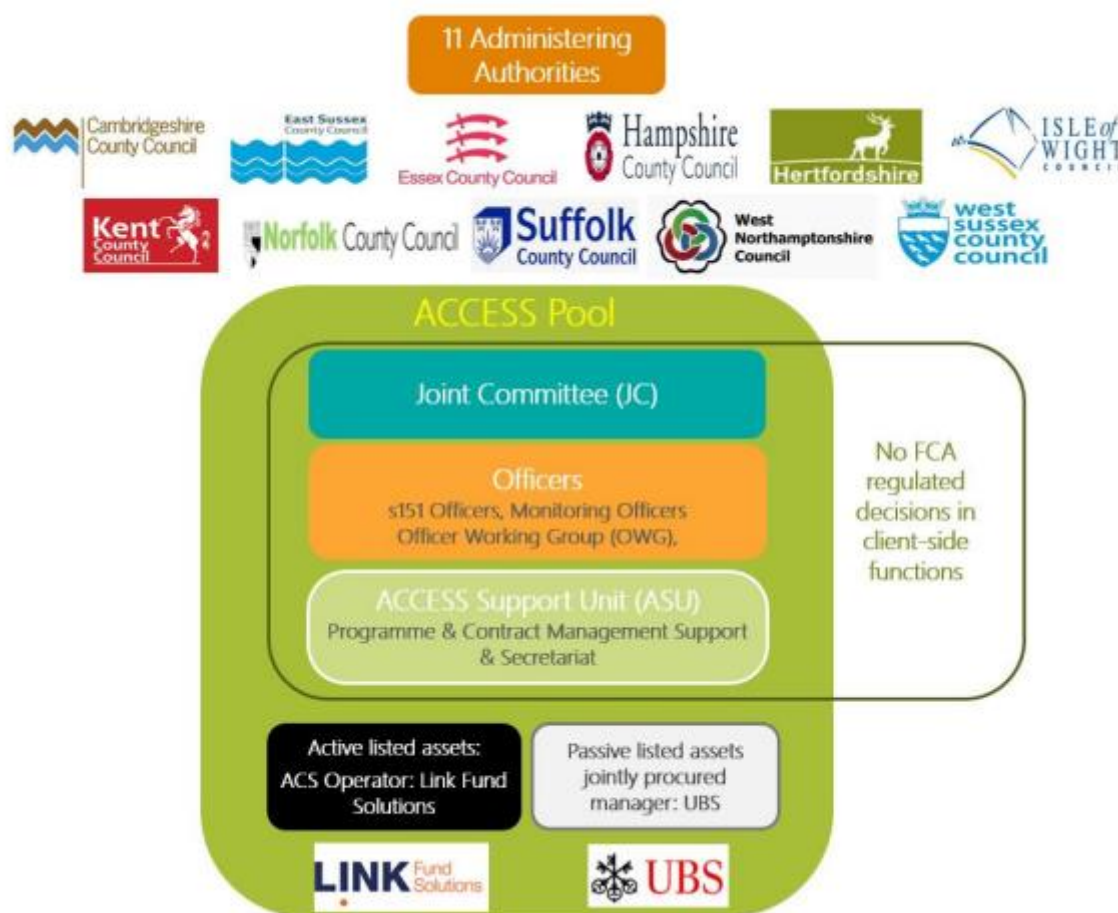 11 Administering
Authorities
Cambridgeshire
County Council
East Sussex
County Council
Essex County Council
Hampshire
County Council
Hertfordshire
ISLE of
WIGHT
COUNCIL
Kent
County
Council
Norfolk County Council
Suffolk
County Council
West
Northamptonshire
Council
west
sussex
county
council
ACCESS Pool
Joint Committee (JC)
Officers
s151 Officers, Monitoring Officers
Officer Working Group (OWG),
ACCESS Support Unit (ASU)
Programme & Contract Management Support
& Secretariat
No FCA
regulated
decisions in
client-side
functions
Active listed assets:
ACS Operator: Link Fund
Solutions
Passive listed assets
jointly procured
manager: UBS
LINK Fund
Solutions
UBS